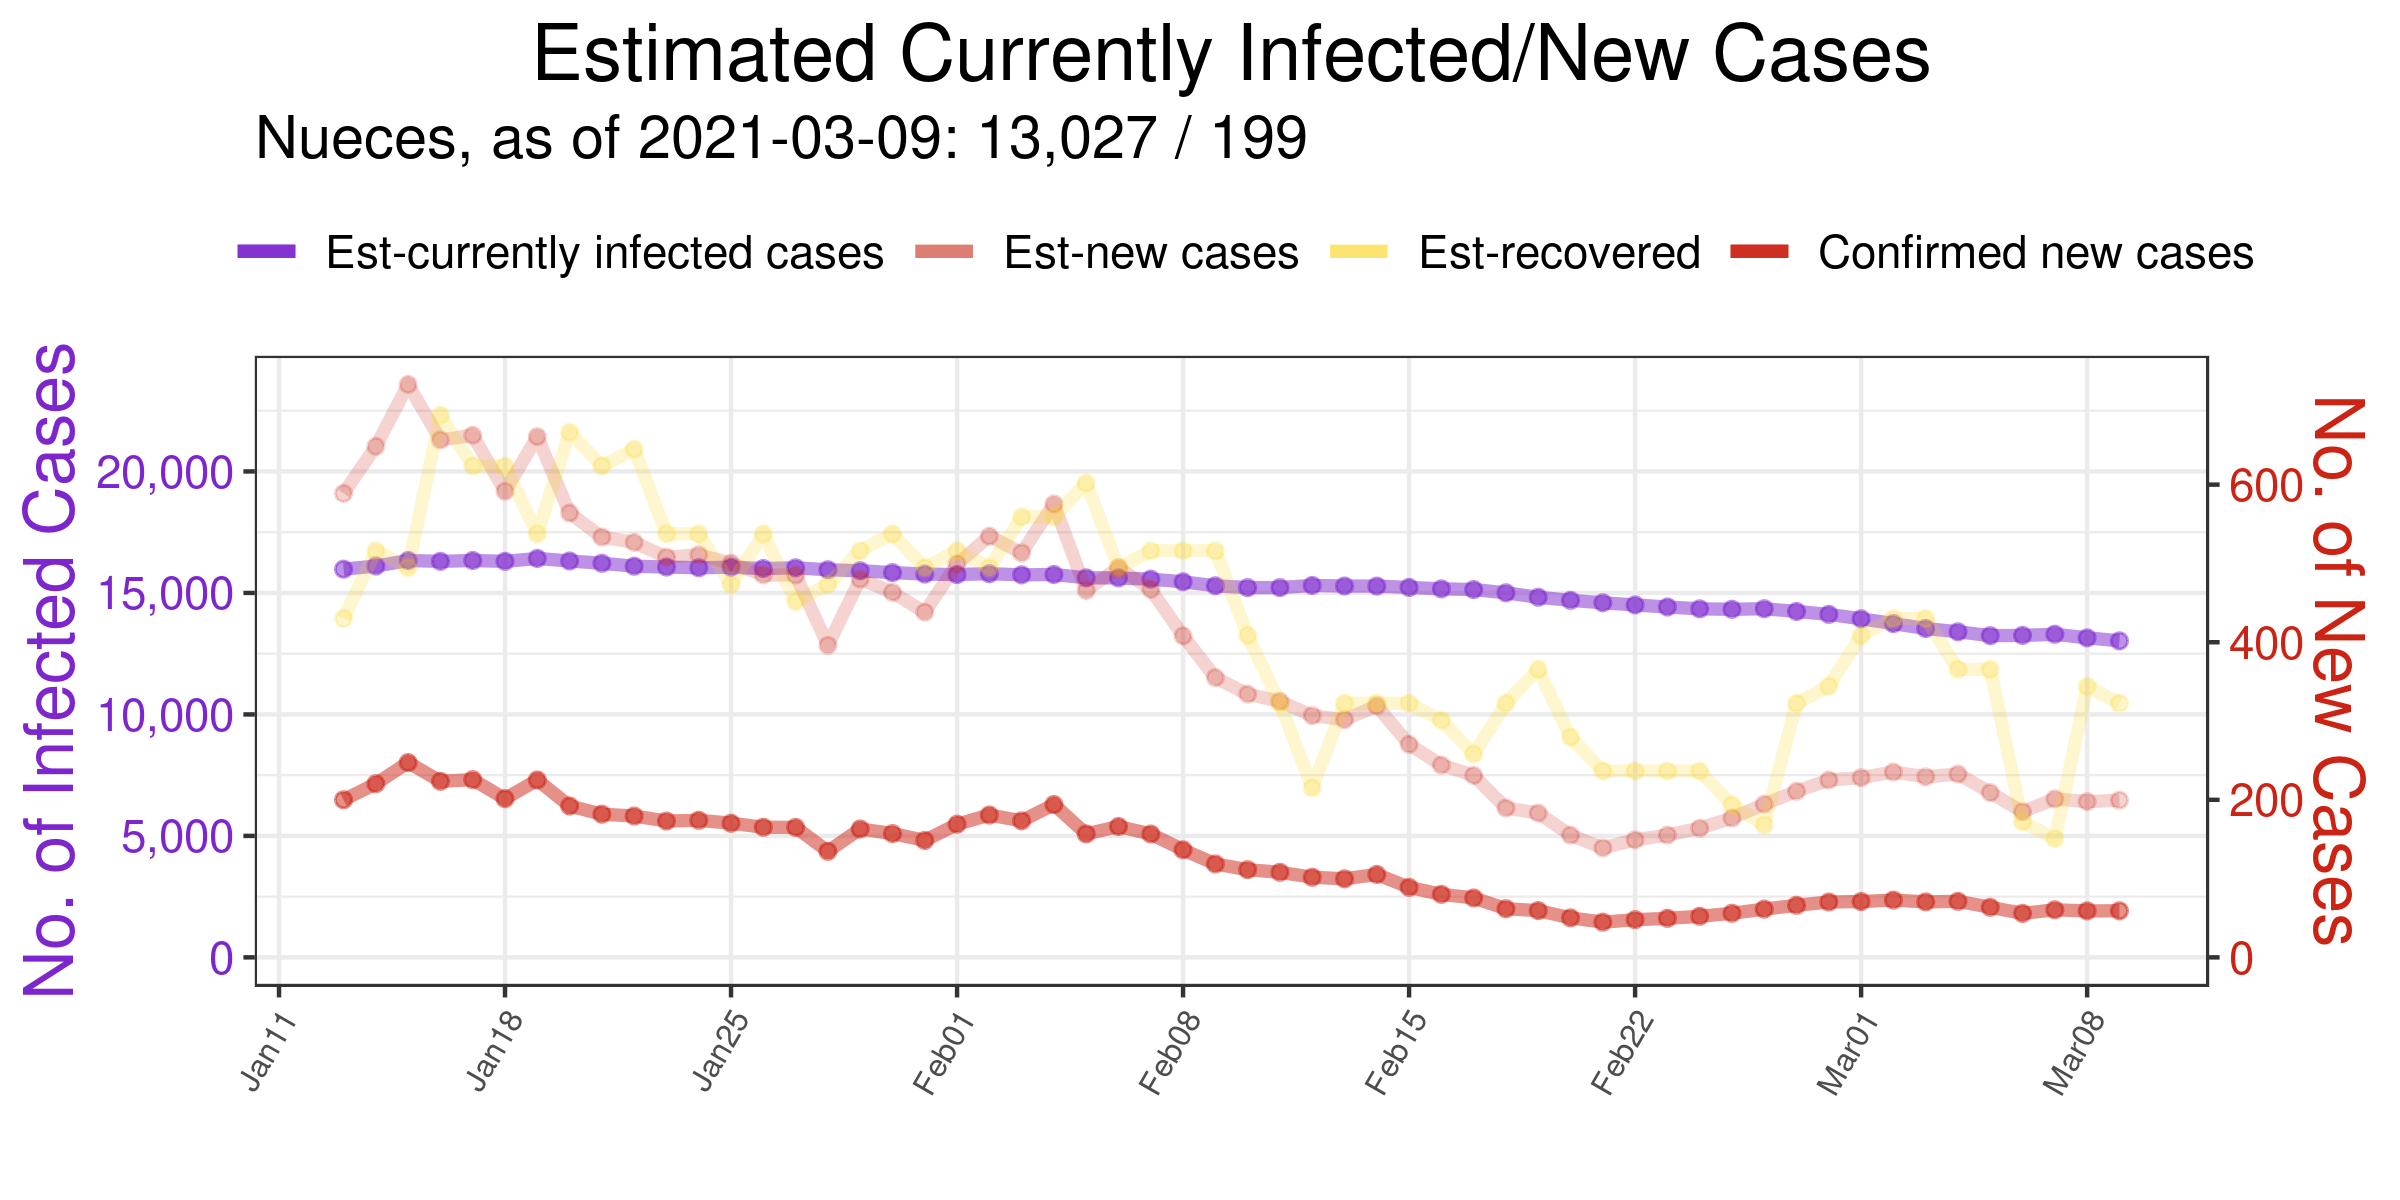 Estimated Currently Infected/New Cases
Nueces, as of 2021-03-09: 13,027 / 199
Est-currently infected cases Est-new cases Est-recovered Confirmed new cases
No. of Infected Cases
20,000
15,000
10,000
5,000
0
600
400
200
0
No. of New Cases
Jan11 Jan18 Jan25 Feb01 Feb08 Feb15 Feb22 Mar01 Mar08